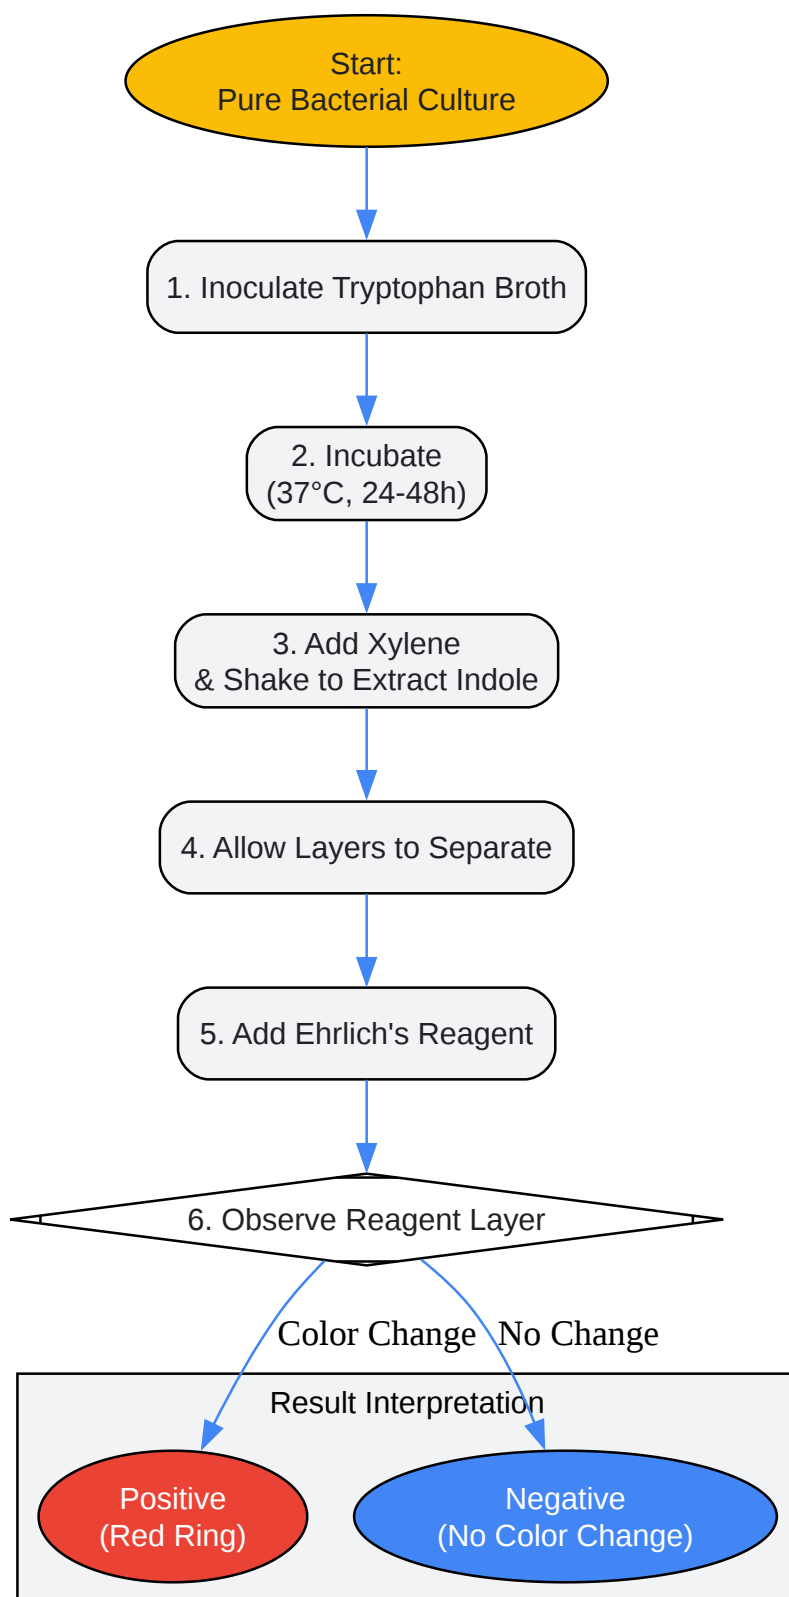 Start:
Pure Bacterial Culture
1. Inoculate Tryptophan Broth
2. Incubate
(37°C, 24-48h)
3. Add Xylene
& Shake to Extract Indole
4. Allow Layers to Separate
5. Add Ehrlich's Reagent
6. Observe Reagent Layer
Color Change
No Change
Result Interpretation
Positive
(Red Ring)
Negative
(No Color Change)